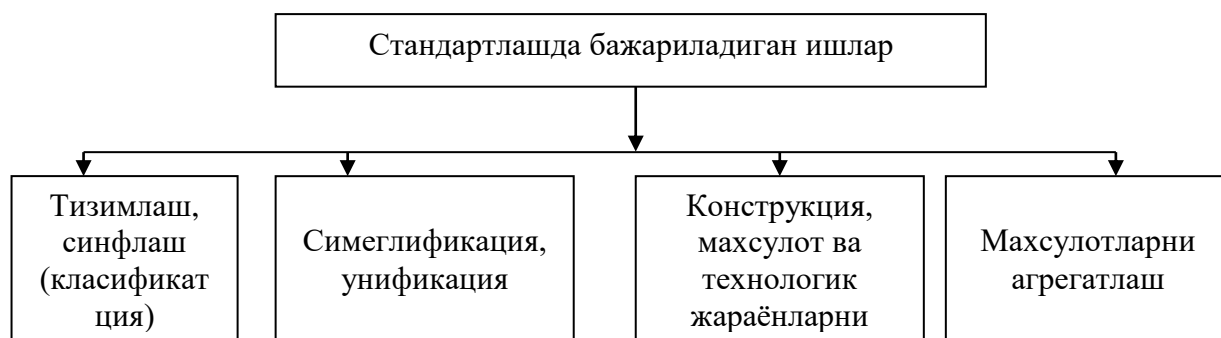 Стандартлашда бажариладиган ишлар
Тизимлаш,
синфлаш
(класификат
ция)
Симеглификация,
унификация
Конструкция,
махсулот ва
технологик
жараёнларни
Махсулотларни
агрегатлаш